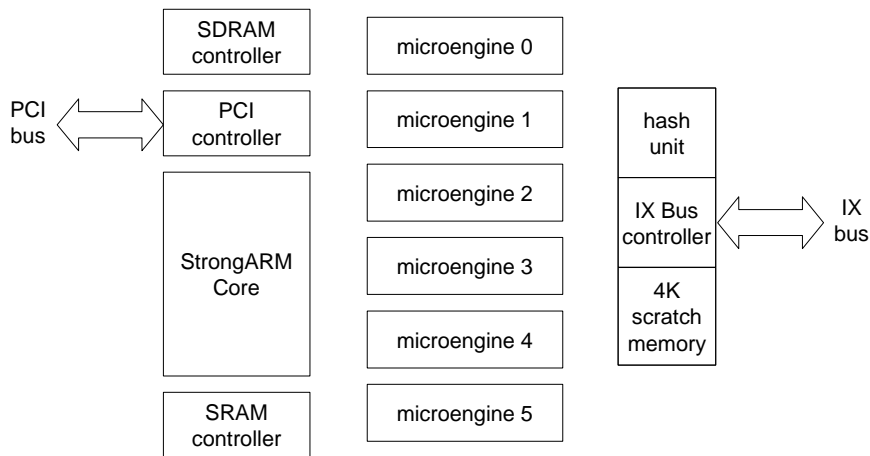 PCI
bus
SDRAM
controller
PCI
controller
StrongARM
Core
SRAM
controller
microengine 0
microengine 1
microengine 2
microengine 3
microengine 4
microengine 5
hash
unit
IX Bus
controller
4K
scratch
memory
IX
bus